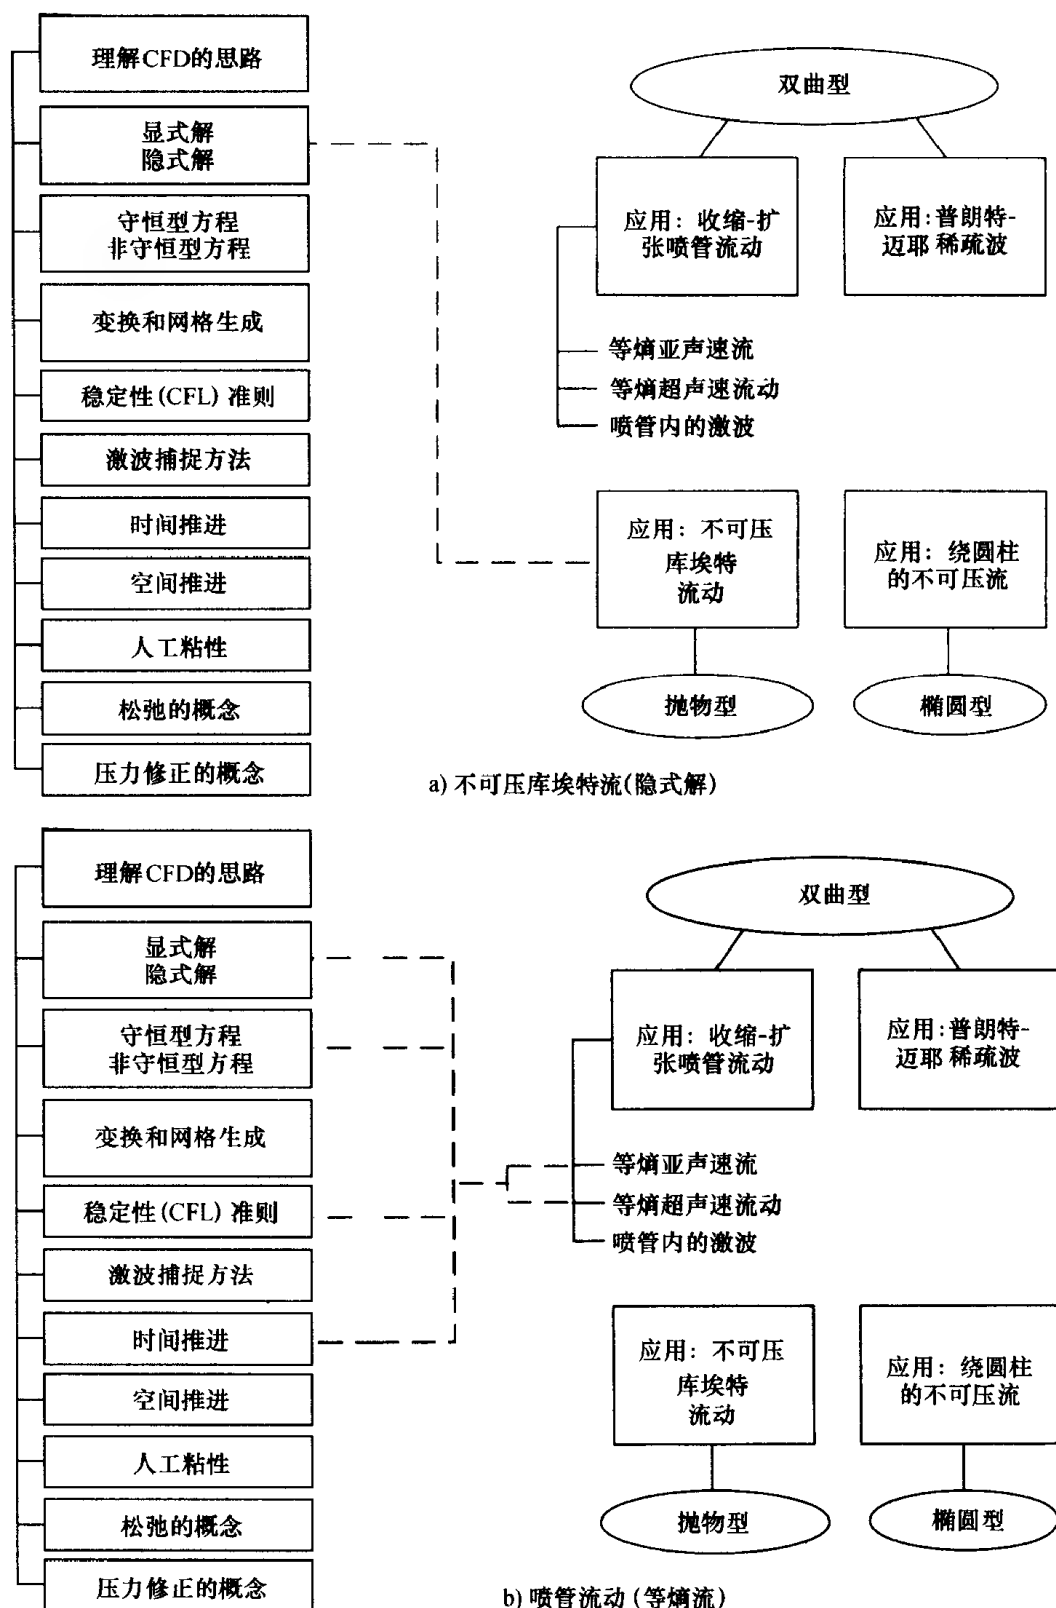 理解CFD的思路
显式解
隐式解
守恒型方程
非守恒型方程
变换和网格生成
稳定性(CFL)准则
激波捕捉方法
时间推进
空间推进
人工粘性
松弛的概念
压力修正的概念
双曲型
应用：收缩-扩
张喷管流动
应用:普朗特-
迈耶 稀疏波
等熵亚声速流
等熵超声速流动
喷管内的激波
应用：不可压
库埃特
流动
应用：绕圆柱
的不可压流
抛物型
椭圆型
a) 不可压库埃特流(隐式解)
理解CFD的思路
显式解
隐式解
守恒型方程
非守恒型方程
变换和网格生成
稳定性(CFL)准则
激波捕捉方法
时间推进
空间推进
人工粘性
松弛的概念
压力修正的概念
双曲型
应用：收缩-扩
张喷管流动
应用:普朗特-
迈耶 稀疏波
等熵亚声速流
等熵超声速流动
喷管内的激波
应用：不可压
库埃特
流动
应用：绕圆柱
的不可压流
抛物型
椭圆型
b) 喷管流动 (等熵流)